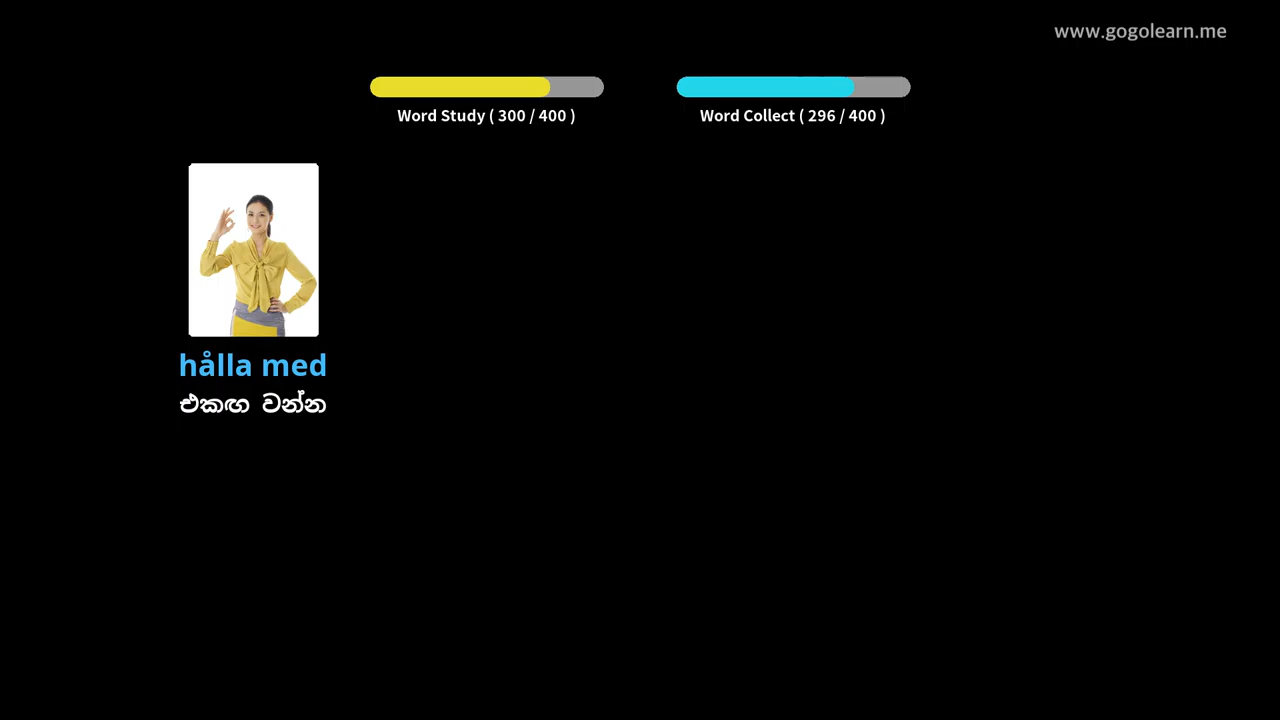 www.gogolearn.me
Word Study ( 300 / 400 )
Word Collect ( 296 / 400 )
hålla med
එකඟ වන්න